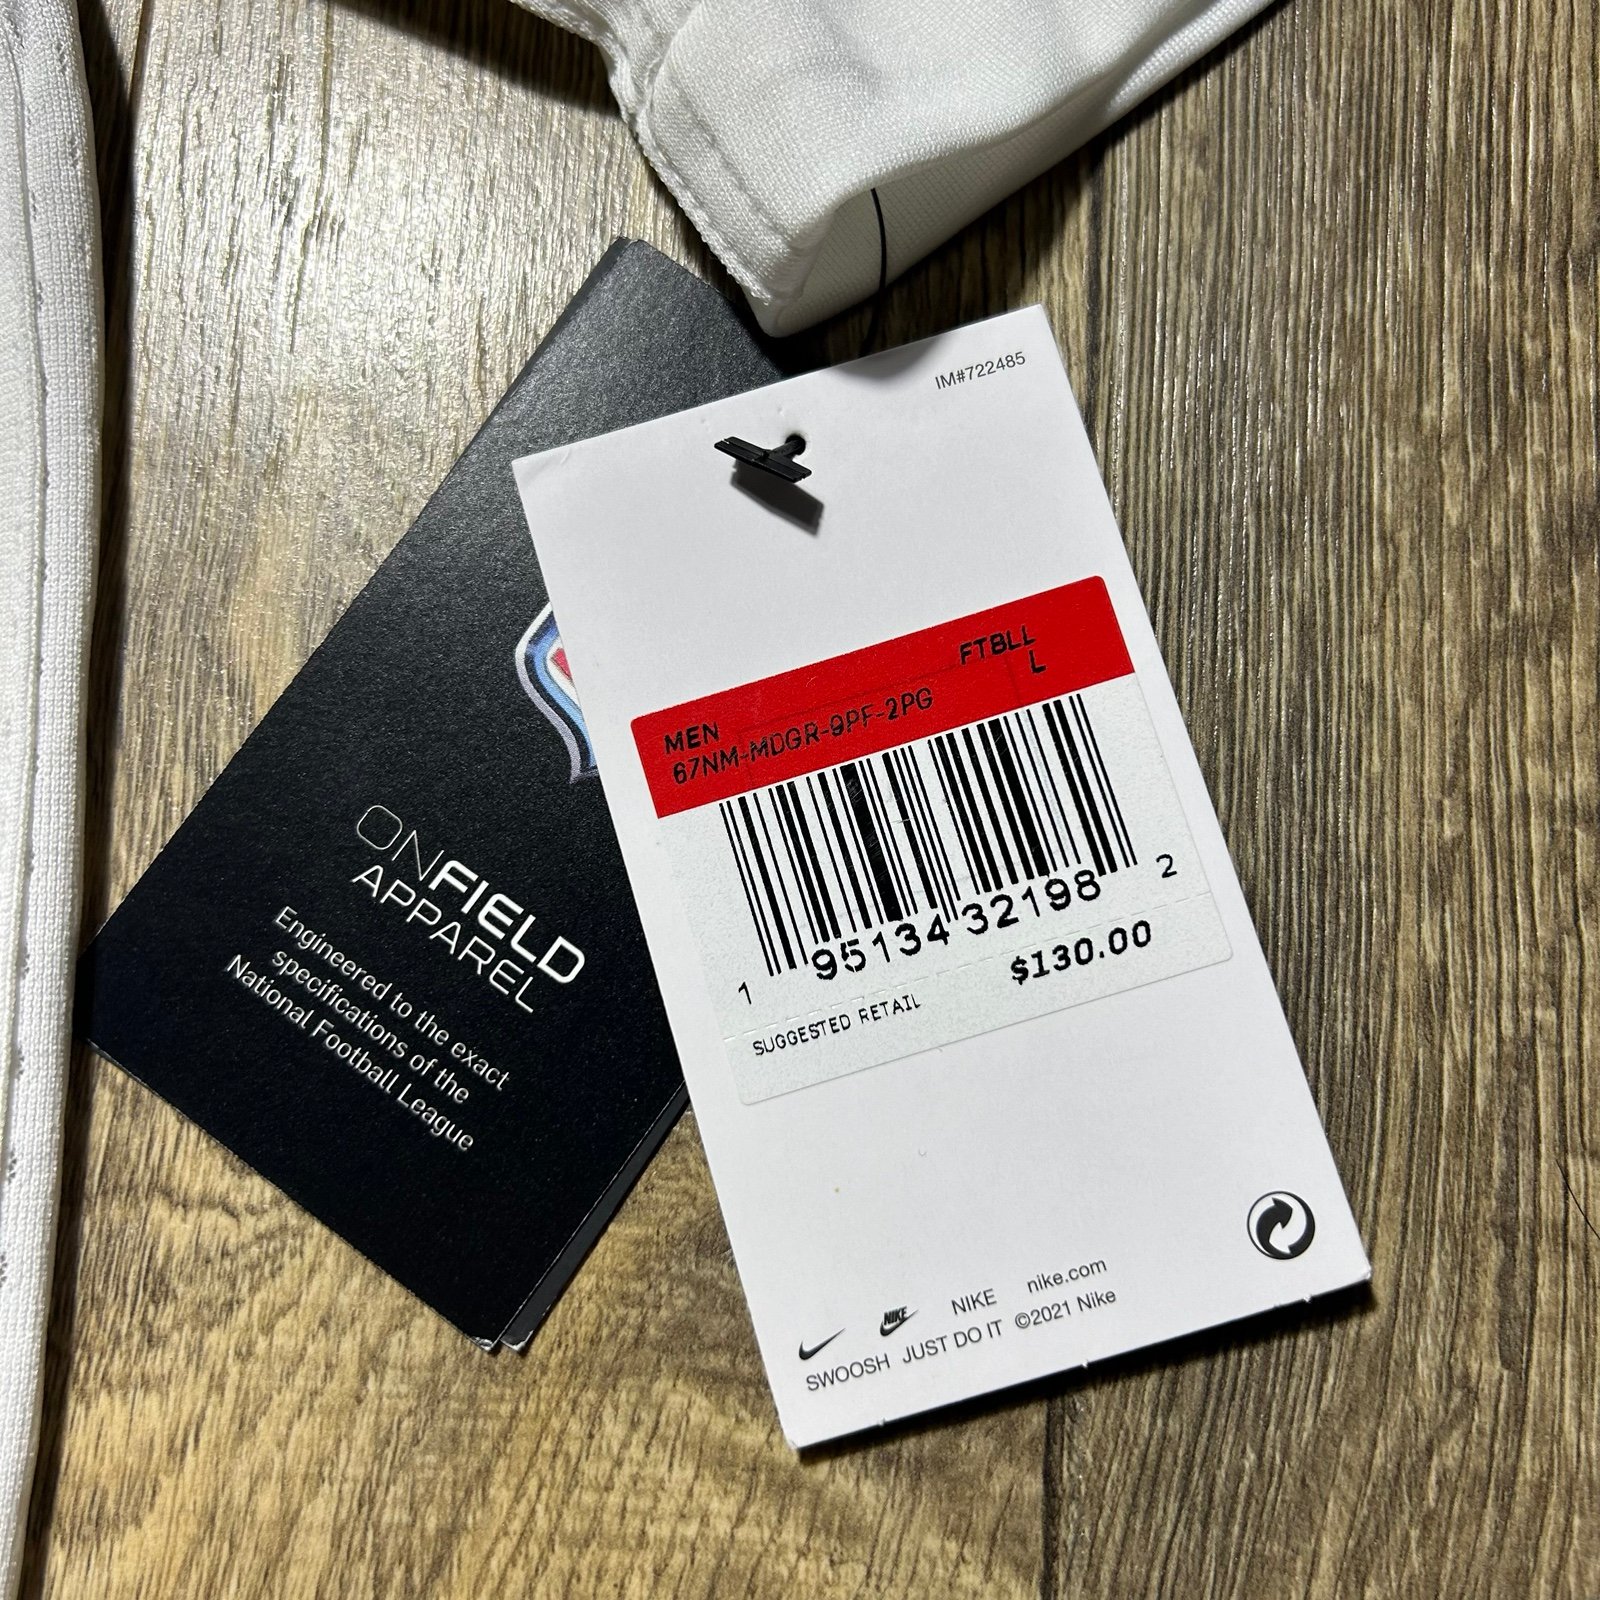 IM#722485
FTBLL
MEN L
67NM-MDGR-9PF-2PG
1 95134 32198 2
$130.00
SUGGESTED RETAIL
NIKE NIKE nike.com
SWOOSH JUST DO IT ©2021 Nike
ONFIELD
APPAREL
Engineered to the exact
specifications of the
National Football League